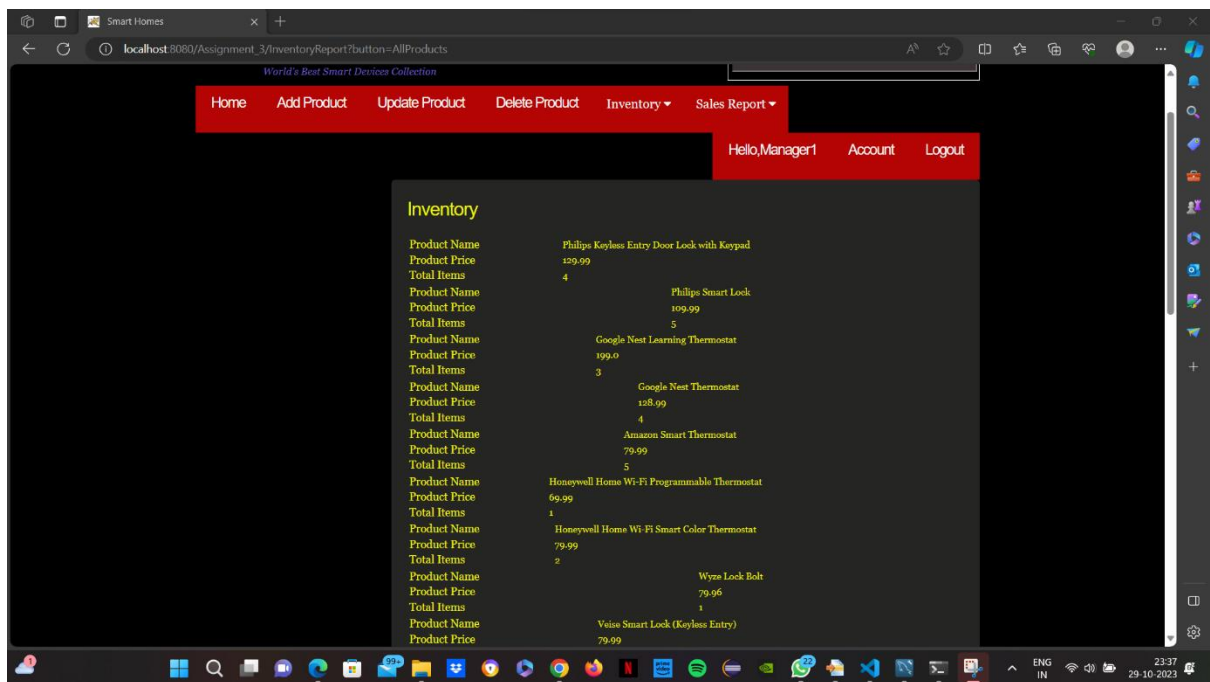 Smart Homes
localhost:8080/Assignment_3/InventoryReport?button=AllProducts
World's Best Smart Devices Collection
Home Add Product Update Product Delete Product Inventory Sales Report
Hello,Manager1 Account Logout
Inventory
Product Name Philips Keyless Entry Door Lock with Keypad
Product Price 129.99
Total Items 4
Product Name Philips Smart Lock
Product Price 109.99
Total Items 5
Product Name Google Nest Learning Thermostat
Product Price 199.0
Total Items 3
Product Name Google Nest Thermostat
Product Price 128.99
Total Items 4
Product Name Amazon Smart Thermostat
Product Price 79.99
Total Items 5
Product Name Honeywell Home Wi-Fi Programmable Thermostat
Product Price 69.99
Total Items 1
Product Name Honeywell Home Wi-Fi Smart Color Thermostat
Product Price 79.99
Total Items 2
Product Name Wyze Lock Bolt
Product Price 79.96
Total Items 1
Product Name Veise Smart Lock (Keyless Entry)
Product Price 79.99
1 99+ 22 ENG 23:37
IN 29-10-2023